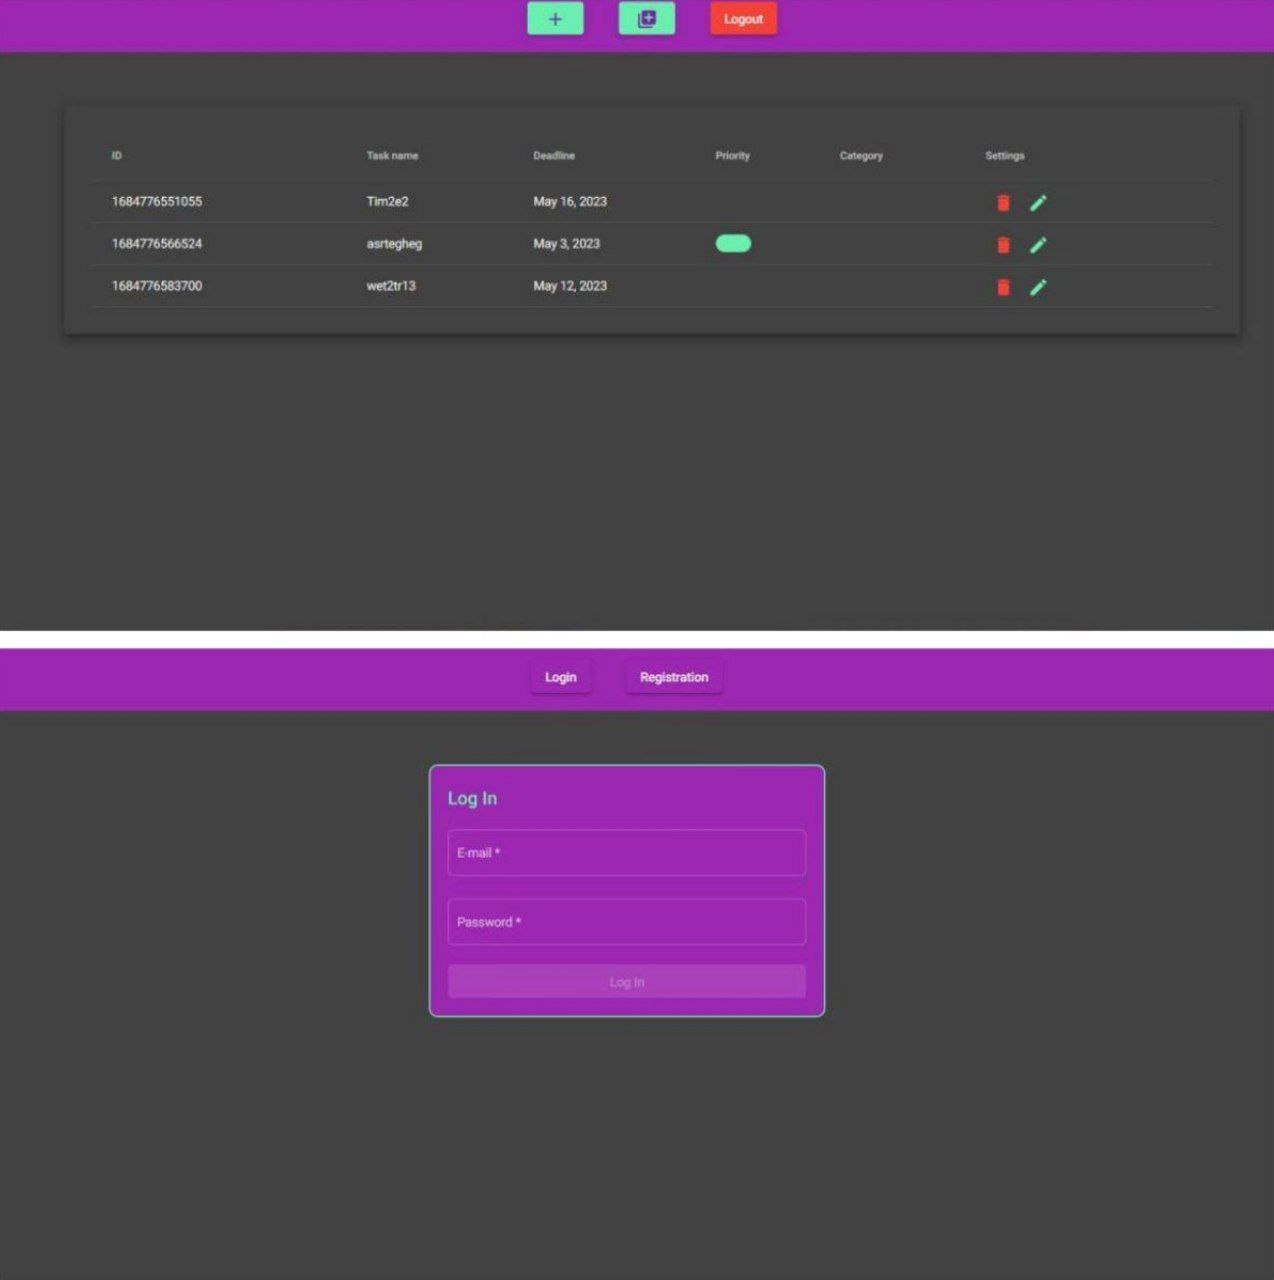 + Logout
ID Task name Deadline Priority Category Settings
1684776551055 Tim2e2 May 16, 2023
1684776566524 asrtegheg May 3, 2023
1684776583700 wet2tr13 May 12, 2023
Login Registration
Log In
E-mail *
Password *
Log In